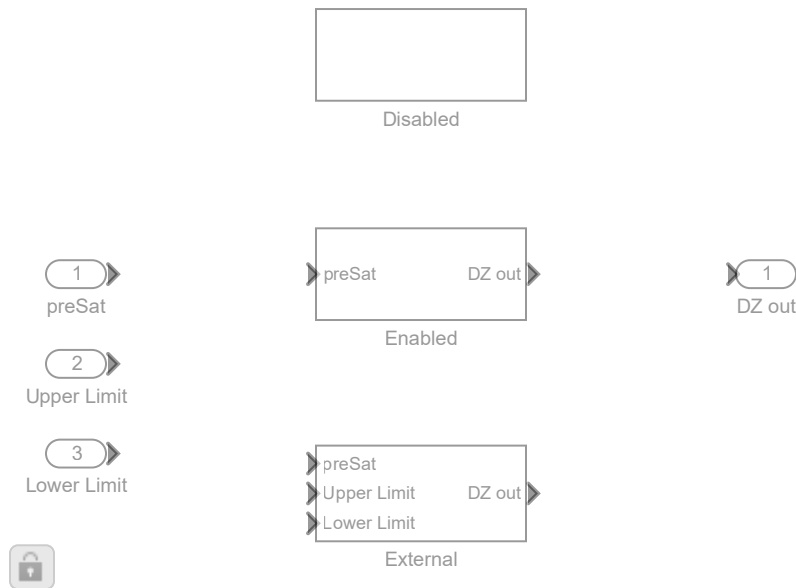 Disabled
1
preSat
preSat DZ out
Enabled
1
DZ out
2
Upper Limit
3
Lower Limit
preSat
Upper Limit DZ out
Lower Limit
External